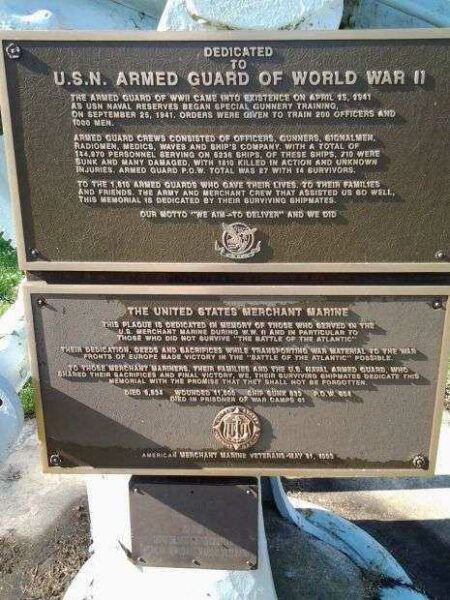 DEDICATED
TO
U.S.N. ARMED GUARD OF WORLD WAR II
THE ARMED GUARD OF WWII CAME INTO EXISTENCE ON APRIL 15, 1941
AS USN NAVAL RESERVES BEGAN SPECIAL GUNNERY TRAINING.
ON SEPTEMBER 25, 1941. ORDERS WERE GIVEN TO TRAIN 200 OFFICERS AND
1000 MEN.
ARMED GUARD CREWS CONSISTED OF OFFICERS, GUNNERS, SIGNALMEN,
RADIOMEN, MEDICS, WAVES AND SHIP'S COMPANY. WITH A TOTAL OF
144,970 PERSONNEL SERVING ON 6236 SHIPS. OF THESE SHIPS, 710 WERE
SUNK AND MANY DAMAGED, WITH 1810 KILLED IN ACTION AND UNKNOWN
INJURIES. ARMED GUARD P.O.W. TOTAL WAS 27 WITH 14 SURVIVORS.
TO THE 1,810 ARMED GUARDS WHO GAVE THEIR LIVES, TO THEIR FAMILIES
AND FRIENDS, THE ARMY AND MERCHANT CREW THAT ASSISTED US SO WELL,
THIS MEMORIAL IS DEDICATED BY THEIR SURVIVING SHIPMATES.
OUR MOTTO "WE AIM-TO DELIVER" AND WE DID
THE UNITED STATES MERCHANT MARINE
THIS PLAQUE IS DEDICATED IN MEMORY OF THOSE WHO SERVED IN THE
U.S. MERCHANT MARINE DURING W.W. II AND IN PARTICULAR TO
THOSE WHO DID NOT SURVIVE "THE BATTLE OF THE ATLANTIC"
THEIR DEDICATION, DEEDS AND SACRIFICES WHILE TRANSPORTING WAR MATERIAL TO THE WAR
FRONTS OF EUROPE MADE VICTORY IN THE "BATTLE OF THE ATLANTIC" POSSIBLE.
TO THOSE MERCHANT MARINERS, THEIR FAMILIES AND THE U.S. NAVAL ARMED GUARD, WHO
SHARED THEIR SACRIFICES AND FINAL VICTORY, WE, THEIR SURVIVING SHIPMATES DEDICATE THIS
MEMORIAL WITH THE PROMISE THAT THEY SHALL NOT BE FORGOTTEN.
DIED WOUNDED SHIPS SUNK P.O.W.
DIED IN PRISONER OF WAR CAMPS 61
AMERICAN MERCHANT MARINE VETERANS-MAY